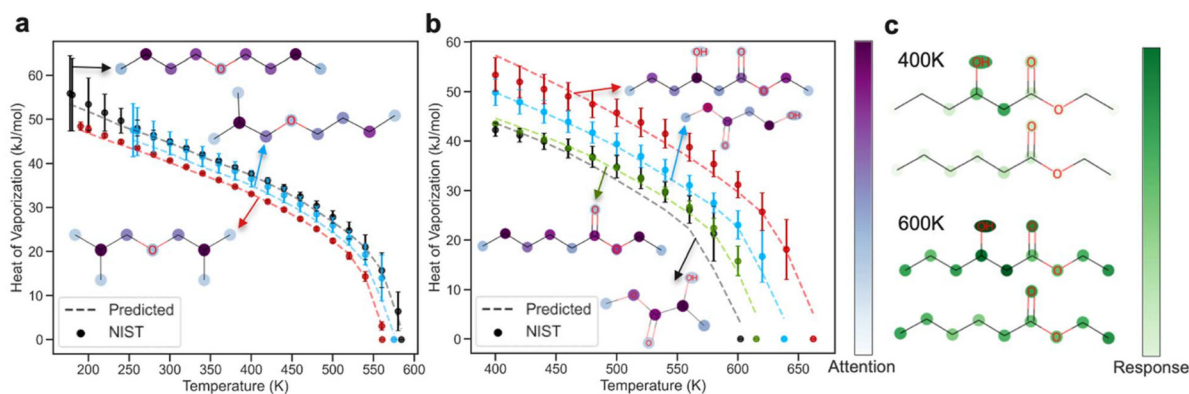 a
Heat of Vaporization (kJ/mol)
60
50
40
30
20
10
0
O
O
O
Predicted
NIST
200
250
300
350
400
450
500
550
600
Temperature (K)
b
Heat of Vaporization (kJ/mol)
60
50
40
30
20
10
0
OH
O
O
OH
O
O
O
OH
O
Predicted
NIST
400
450
500
550
600
650
Temperature (K)
Attention
c
400K
OH
O
O
O
O
600K
OH
O
O
O
O
Response